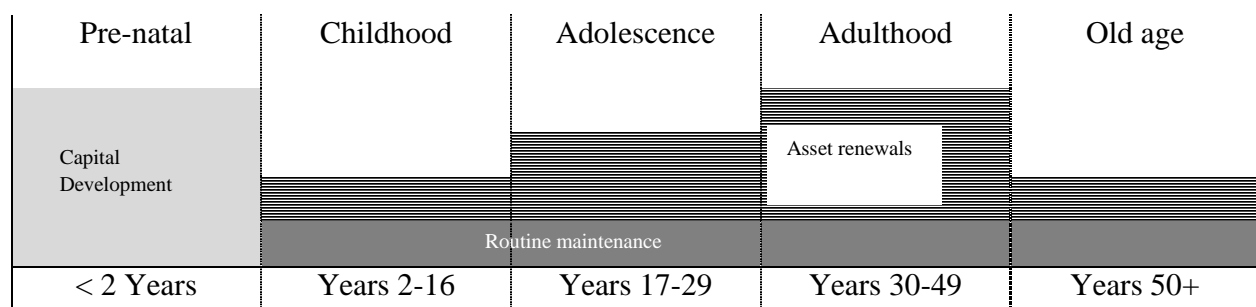 Pre-natal Childhood Adolescence Adulthood Old age
Asset renewals
Capital
Development
Routine maintenance
< 2 Years Years 2-16 Years 17-29 Years 30-49 Years 50+